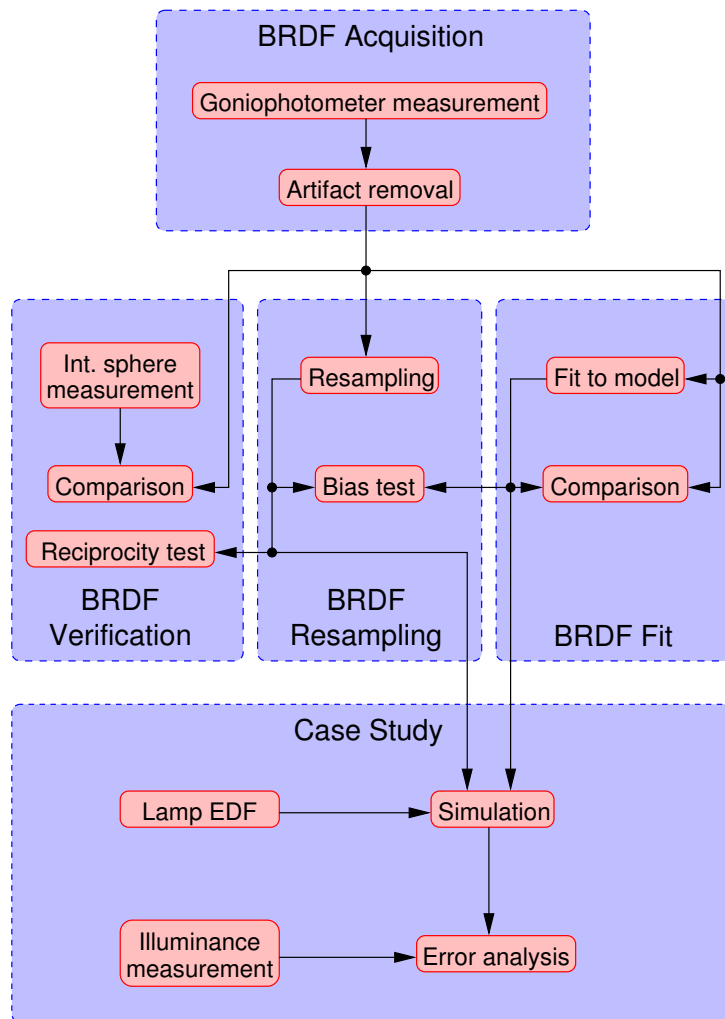 BRDF Acquisition
Goniophotometer measurement
Artifact removal
Int. sphere
measurement
Comparison
Reciprocity test
BRDF
Verification
Resampling
Bias test
BRDF
Resampling
Fit to model
Comparison
BRDF Fit
Case Study
Lamp EDF
Simulation
Illuminance
measurement
Error analysis